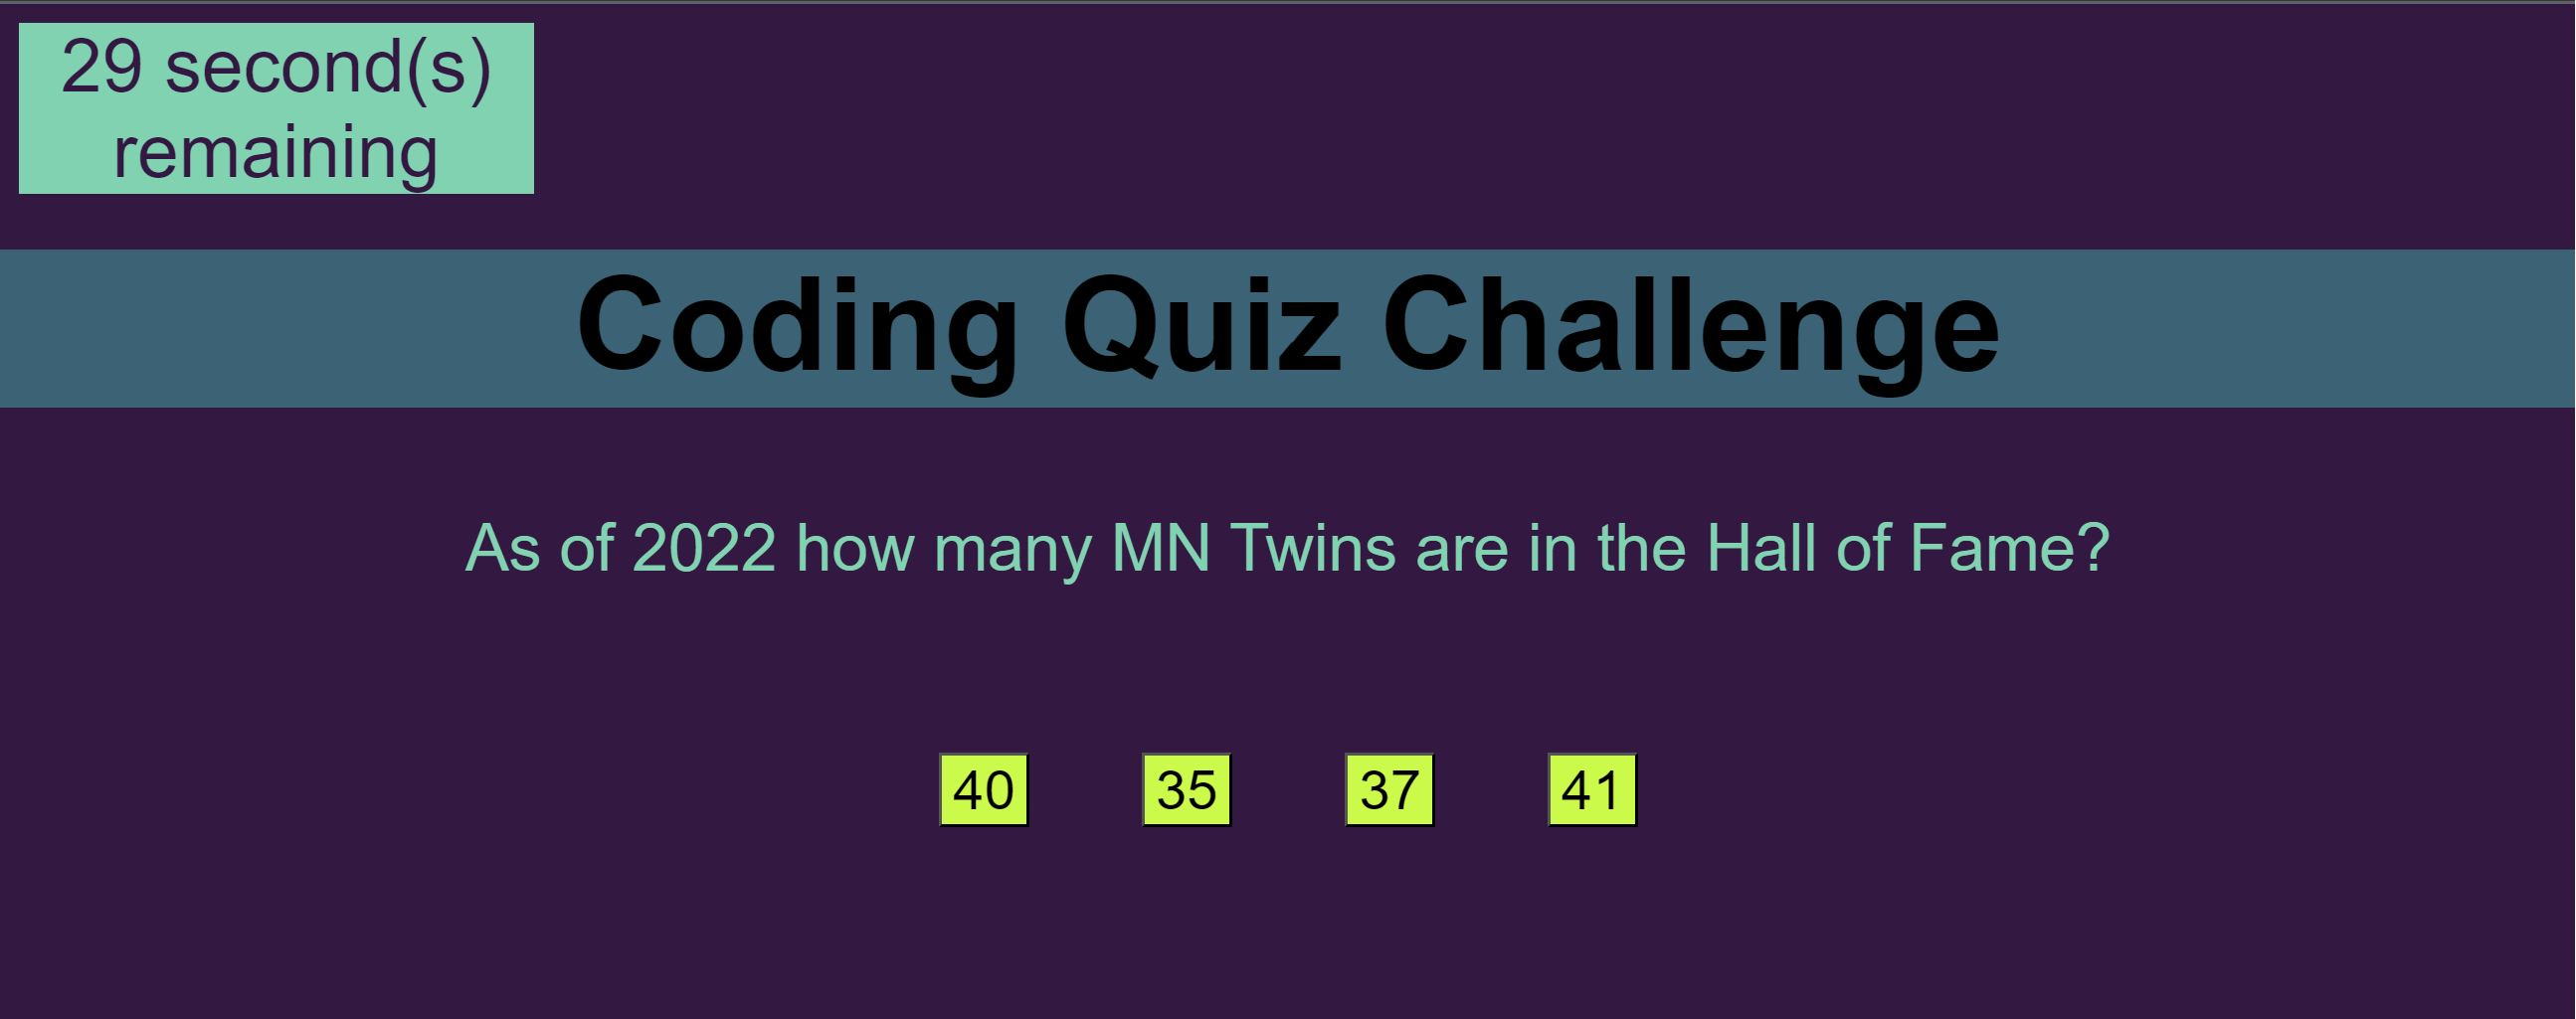 29 second(s)
remaining
Coding Quiz Challenge
As of 2022 how many MN Twins are in the Hall of Fame?
40 35 37 41